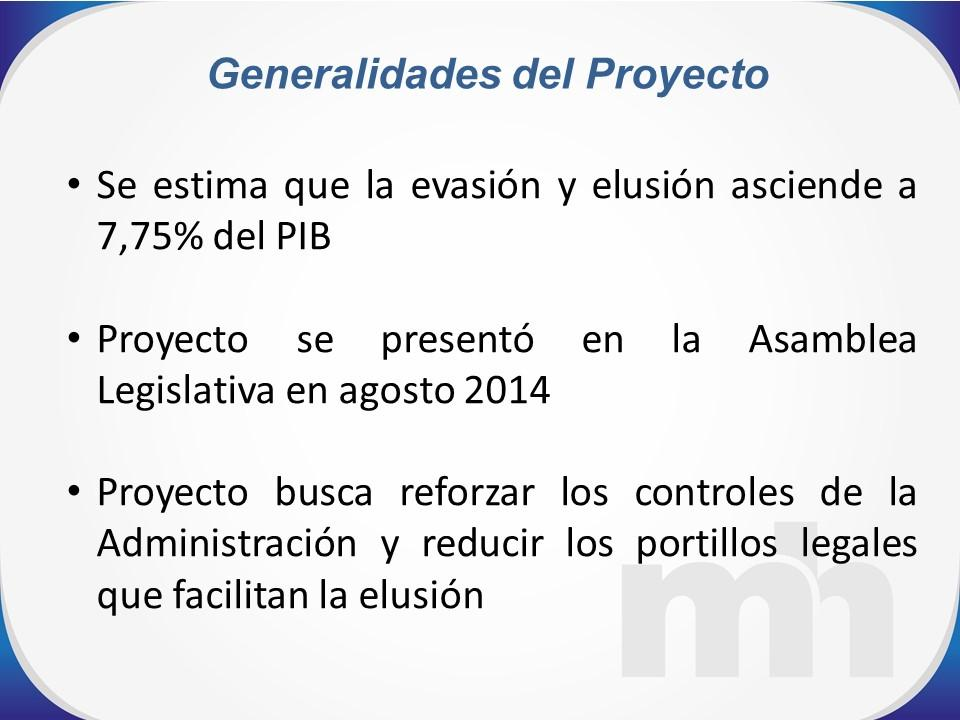 Generalidades del Proyecto
• Se estima que la evasión y elusión asciende a
7,75% del PIB
• Proyecto se presentó en la Asamblea
Legislativa en agosto 2014
• Proyecto busca reforzar los controles de la
Administración y reducir los portillos legales
que facilitan la elusión
mh